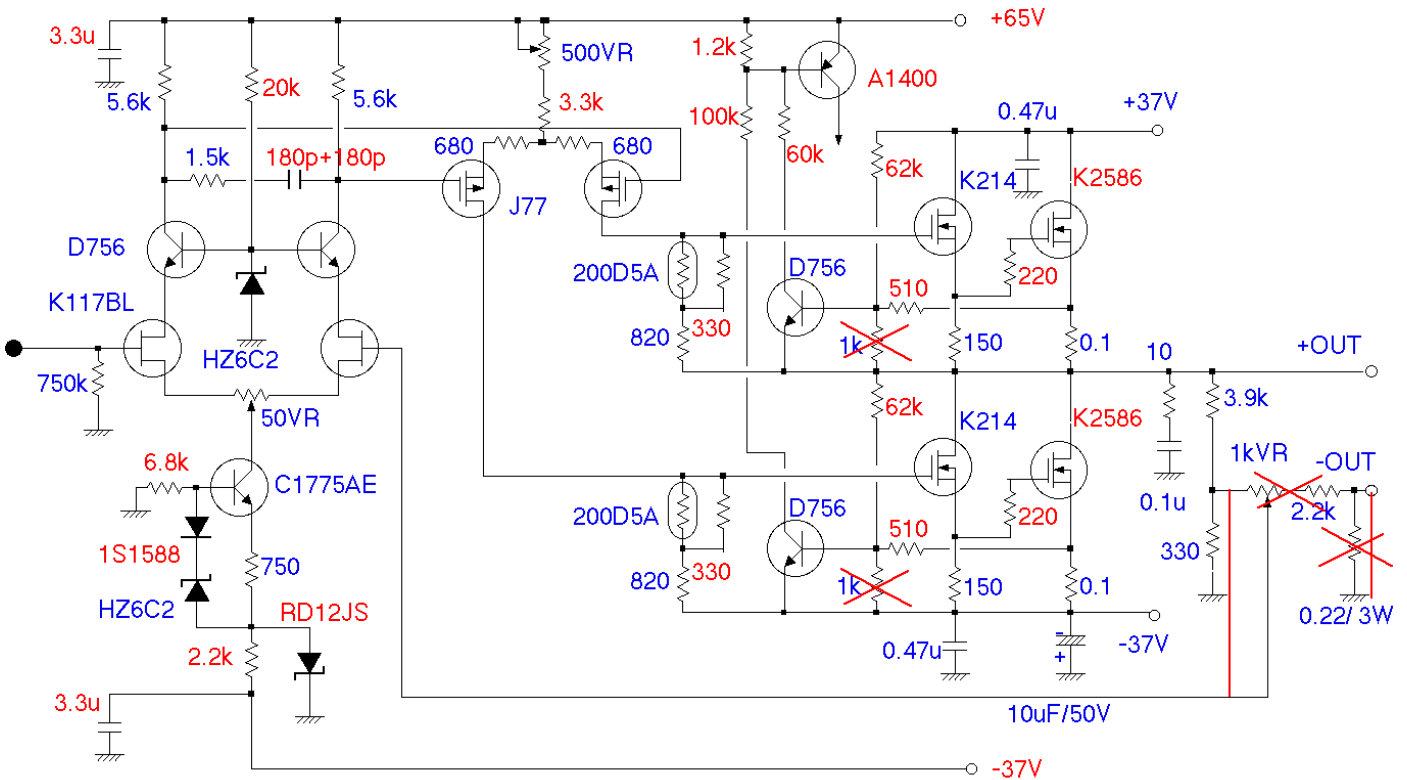 +65V
3.3u
500VR
1.2k
A1400
5.6k
20k
5.6k
3.3k
100k
0.47u
+37V
680
680
60k
62k
1.5k
180p+180p
J77
K214
K2586
D756
200D5A
D756
510
220
K117BL
HZ6C2
820
330
1k
150
0.1
10
+OUT
750k
50VR
62k
K214
K2586
3.9k
6.8k
C1775AE
1kVR
-OUT
200D5A
D756
510
220
0.1u
2.2k
1S1588
750
330
HZ6C2
RD12JS
820
330
1k
150
0.1
0.22/ 3W
2.2k
0.47u
-
+
-37V
3.3u
10uF/50V
-37V